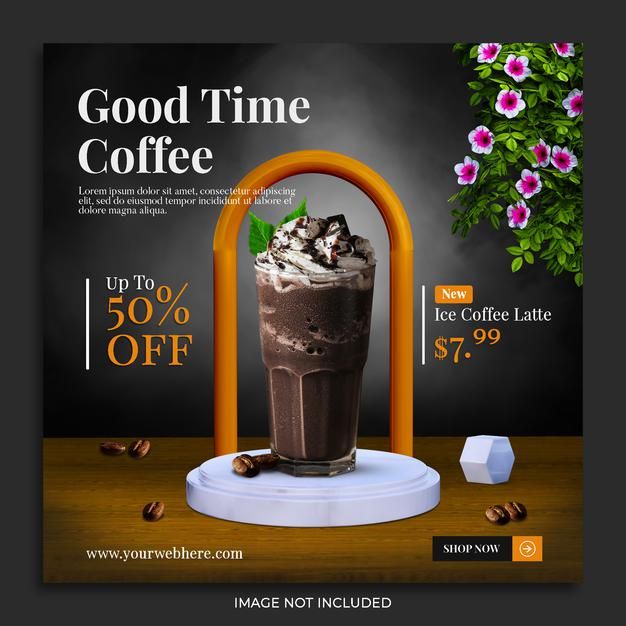 Good Time
Coffee
Lorem ipsum dolor sit amet, consectetur adipiscing
elit, sed do eiusmod tempor incididunt ut labore et
dolore magna aliqua.
Up To
50%
OFF
New
Ice Coffee Latte
$7.99
www.yourwebhere.com
SHOP NOW
IMAGE NOT INCLUDED